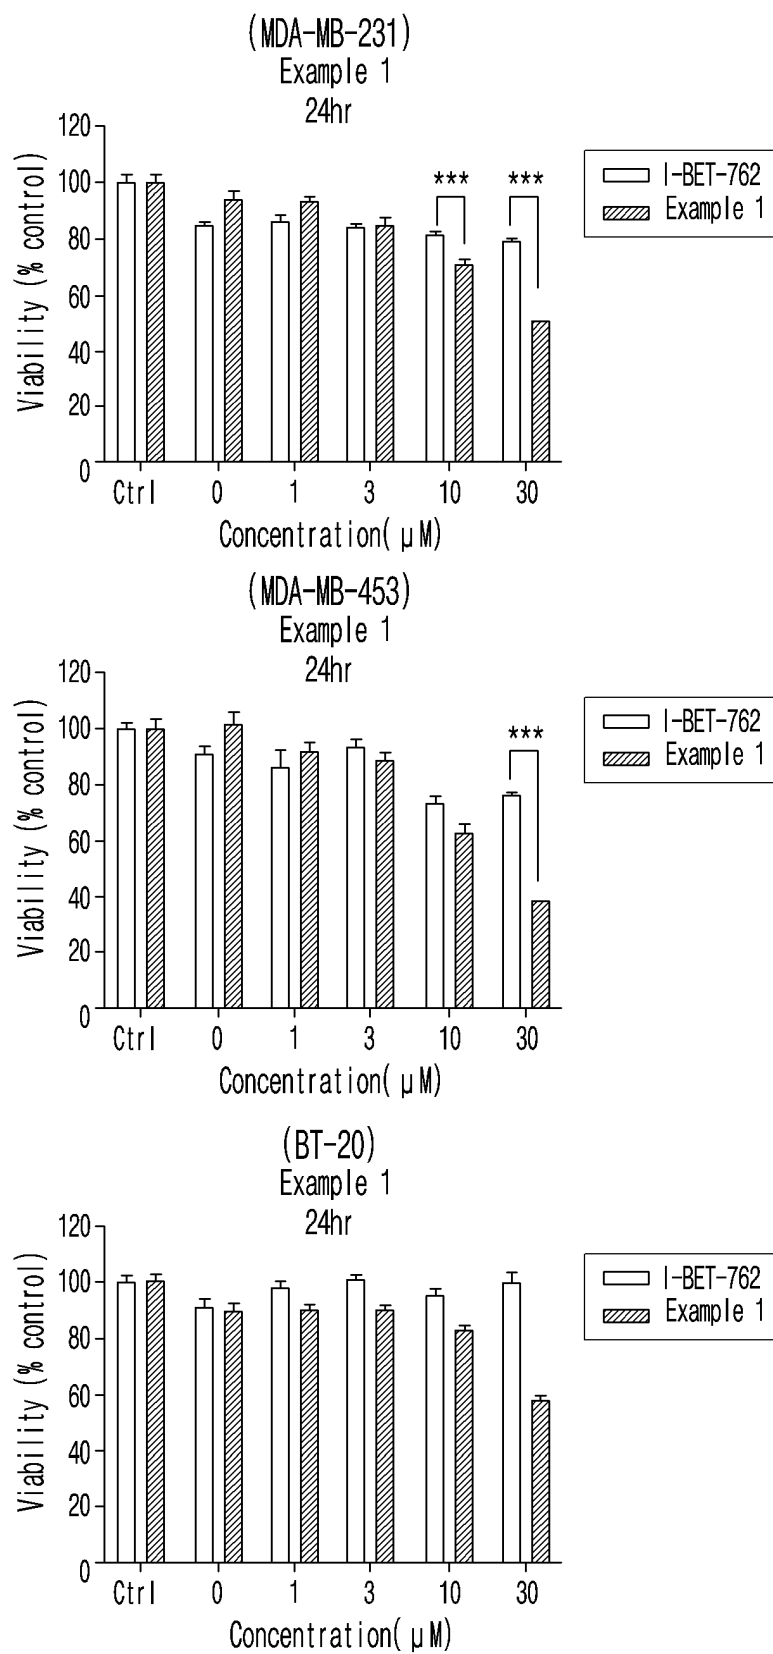 (MDA-MB-231)
Example 1
24hr
Viability (% control)
120
100
80
60
40
20
0
*** ***
I-BET-762
Example 1
Ctrl 0 1 3 10 30
Concentration( μM)
(MDA-MB-453)
Example 1
24hr
Viability (% control)
120
100
80
60
40
20
0
***
I-BET-762
Example 1
Ctrl 0 1 3 10 30
Concentration( μM)
(BT-20)
Example 1
24hr
Viability (% control)
120
100
80
60
40
20
0
I-BET-762
Example 1
Ctrl 0 1 3 10 30
Concentration( μM)